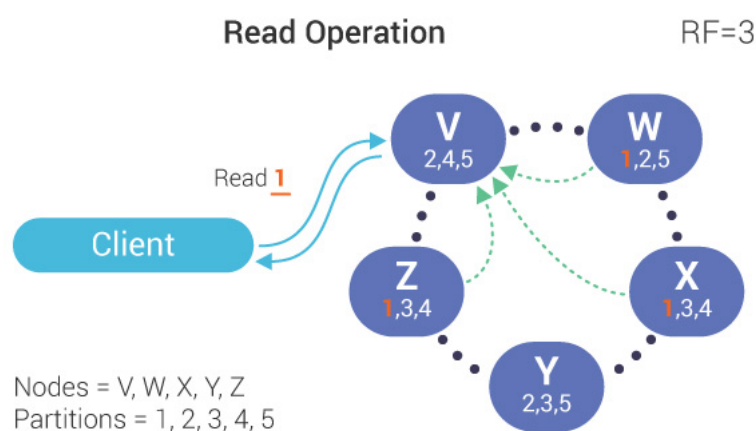 Read Operation
RF=3
V
2,4,5
W
1,2,5
Read 1
Client
Z
1,3,4
X
1,3,4
Y
2,3,5
Nodes = V, W, X, Y, Z
Partitions = 1, 2, 3, 4, 5